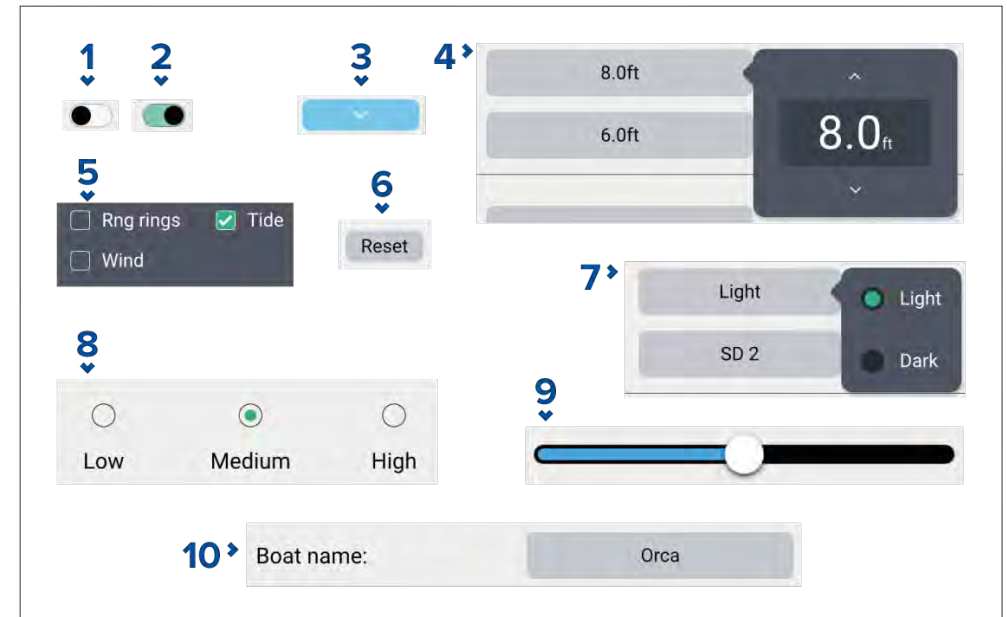 1
2
3
4
8.0ft
6.0ft
8.0ft
5
Rng rings
Tide
Wind
6
Reset
7
Light
SD 2
Light
Dark
8
Low
Medium
High
9
10
Boat name:
Orca